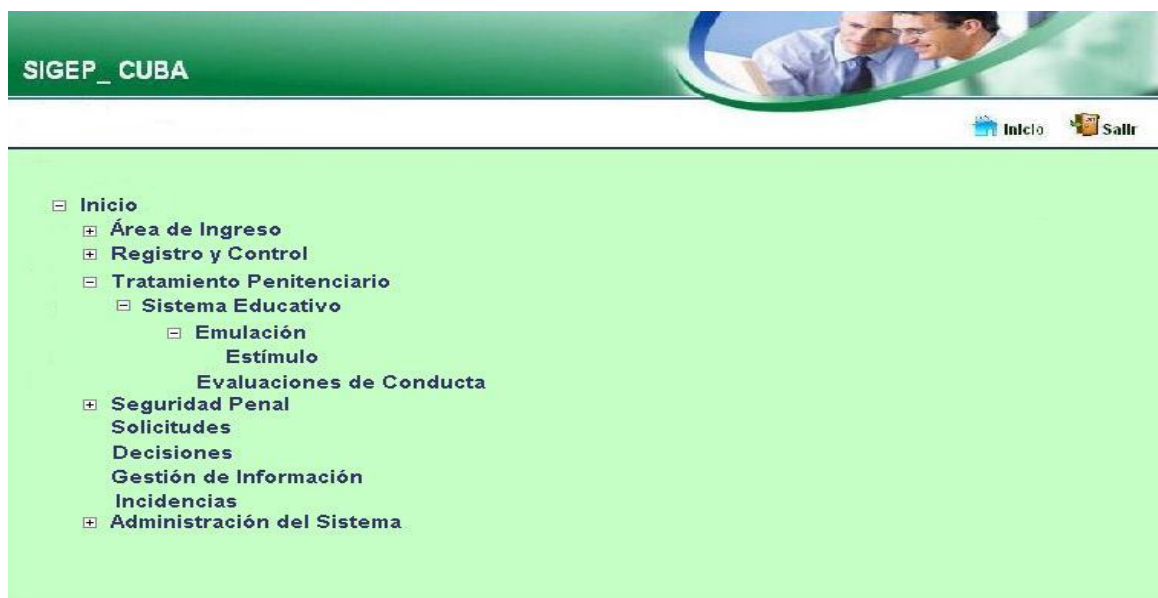 SIGEP_ CUBA
Inicio Salir
Inicio
Área de Ingreso
Registro y Control
Tratamiento Penitenciario
Sistema Educativo
Emulación
Estímulo
Evaluaciones de Conducta
Seguridad Penal
Solicitudes
Decisiones
Gestión de Información
Incidencias
Administración del Sistema